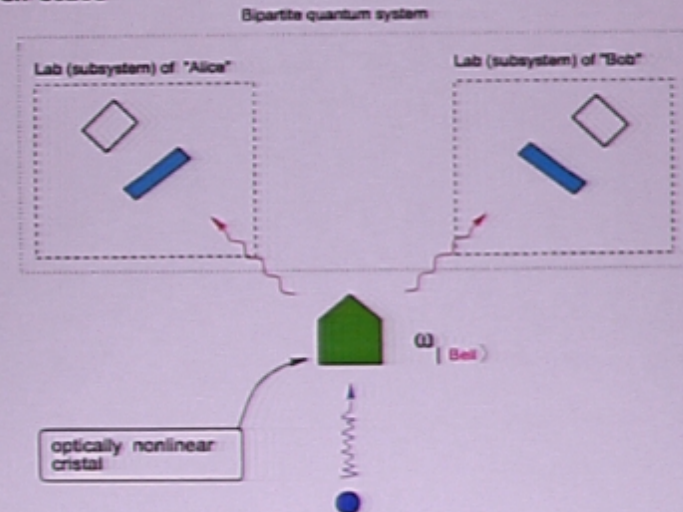 Bipartite quantum system
Lab (subsystem) of "Alice"
Lab (subsystem) of "Bob"
ω| Bell ⟩
optically nonlinear
cristal